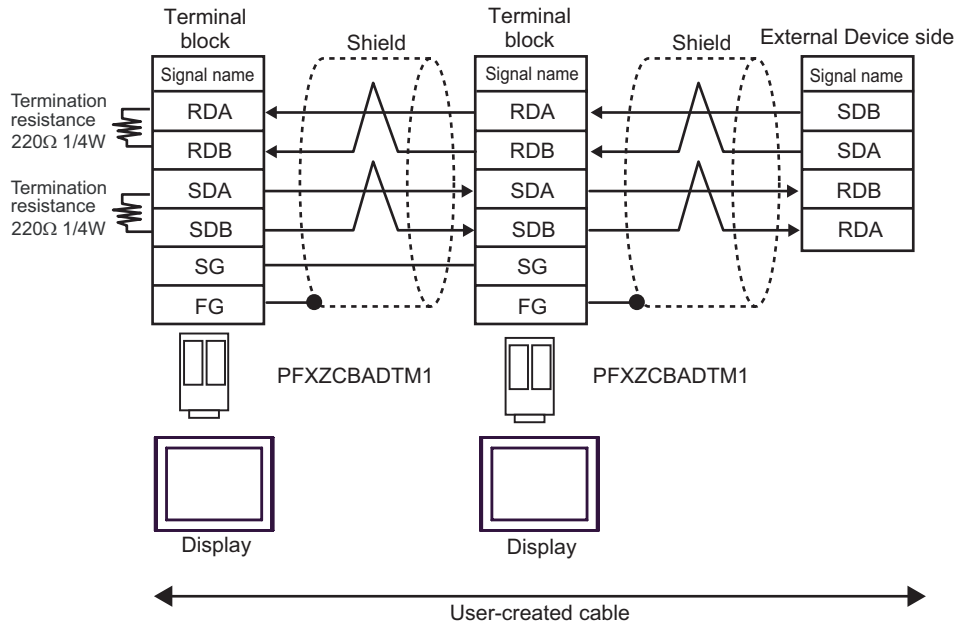 Terminal
block
Shield
Terminal
block
Shield
External Device side
Signal name
Signal name
Signal name
Termination
resistance
220Ω 1/4W
RDA
RDA
SDB
RDB
RDB
SDA
Termination
resistance
220Ω 1/4W
SDA
SDA
RDB
SDB
SDB
RDA
SG
SG
FG
FG
PFXZCBADTM1
PFXZCBADTM1
Display
Display
User-created cable